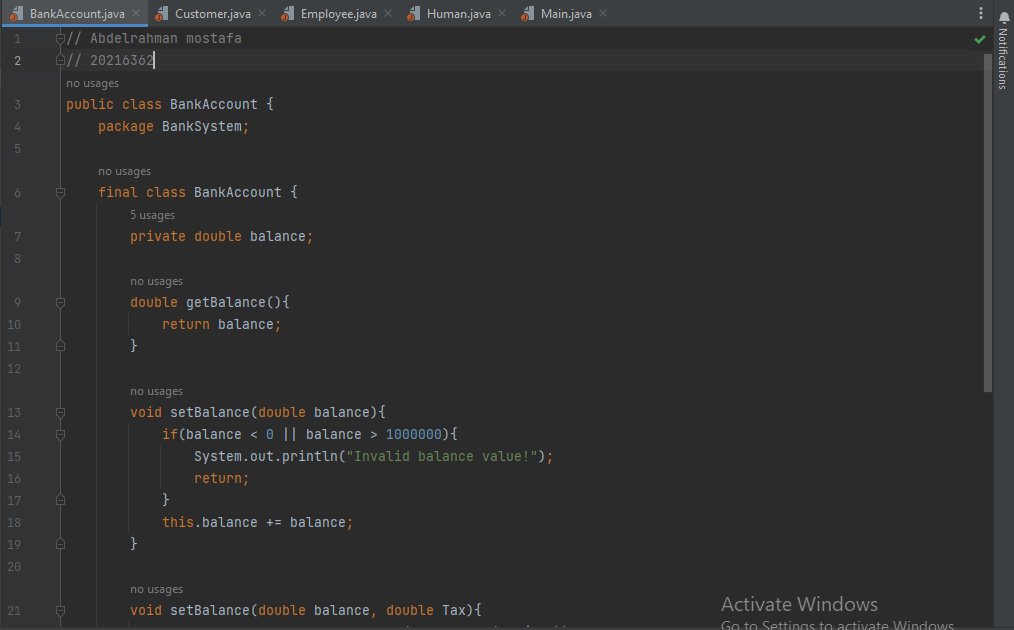 BankAccount.java Customer.java Employee.java Human.java Main.java
Notifications
1 // Abdelrahman mostafa
2 // 20216362
no usages
3 public class BankAccount {
4 package BankSystem;
5
no usages
6 final class BankAccount {
5 usages
7 private double balance;
8
no usages
9 double getBalance(){
10 return balance;
11 }
12
no usages
13 void setBalance(double balance){
14 if(balance < 0 || balance > 1000000){
15 System.out.println("Invalid balance value!");
16 return;
17 }
18 this.balance += balance;
19 }
20
no usages
21 void setBalance(double balance, double Tax){
Activate Windows
Go to Settings to activate Windows.